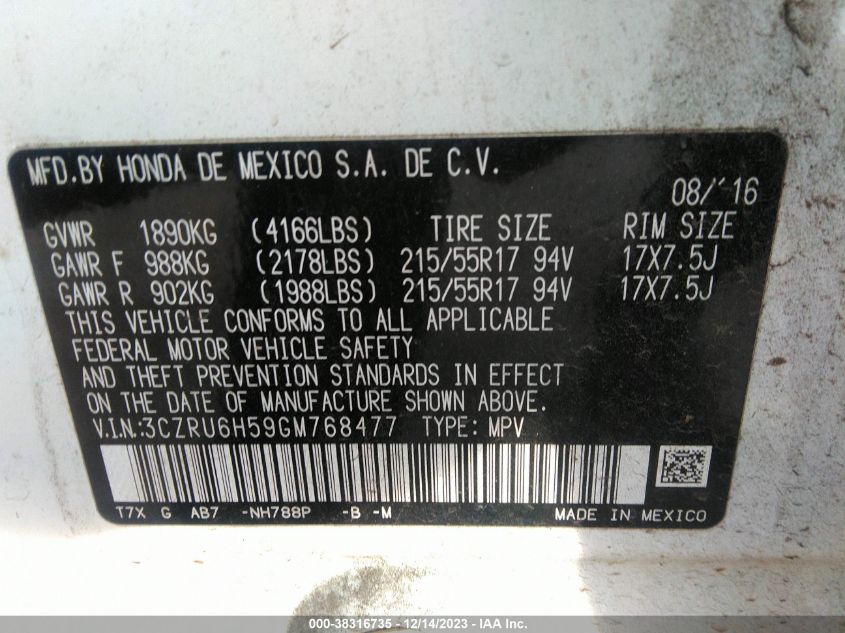 MFD.BY HONDA DE MEXICO S.A. DE C.V.
08/'16
GVWR 1890KG (4166LBS) TIRE SIZE RIM SIZE
GAWR F 988KG (2178LBS) 215/55R17 94V 17X7.5J
GAWR R 902KG (1988LBS) 215/55R17 94V 17X7.5J
THIS VEHICLE CONFORMS TO ALL APPLICABLE
FEDERAL MOTOR VEHICLE SAFETY
AND THEFT PREVENTION STANDARDS IN EFFECT
ON THE DATE OF MANUFACTURE SHOWN ABOVE.
V.I.N.:3CZRU6H59GM768477 TYPE: MPV
T7X G AB7 -NH788P -B -M MADE IN MEXICO
000-38316735 - 12/14/2023 - IAA Inc.